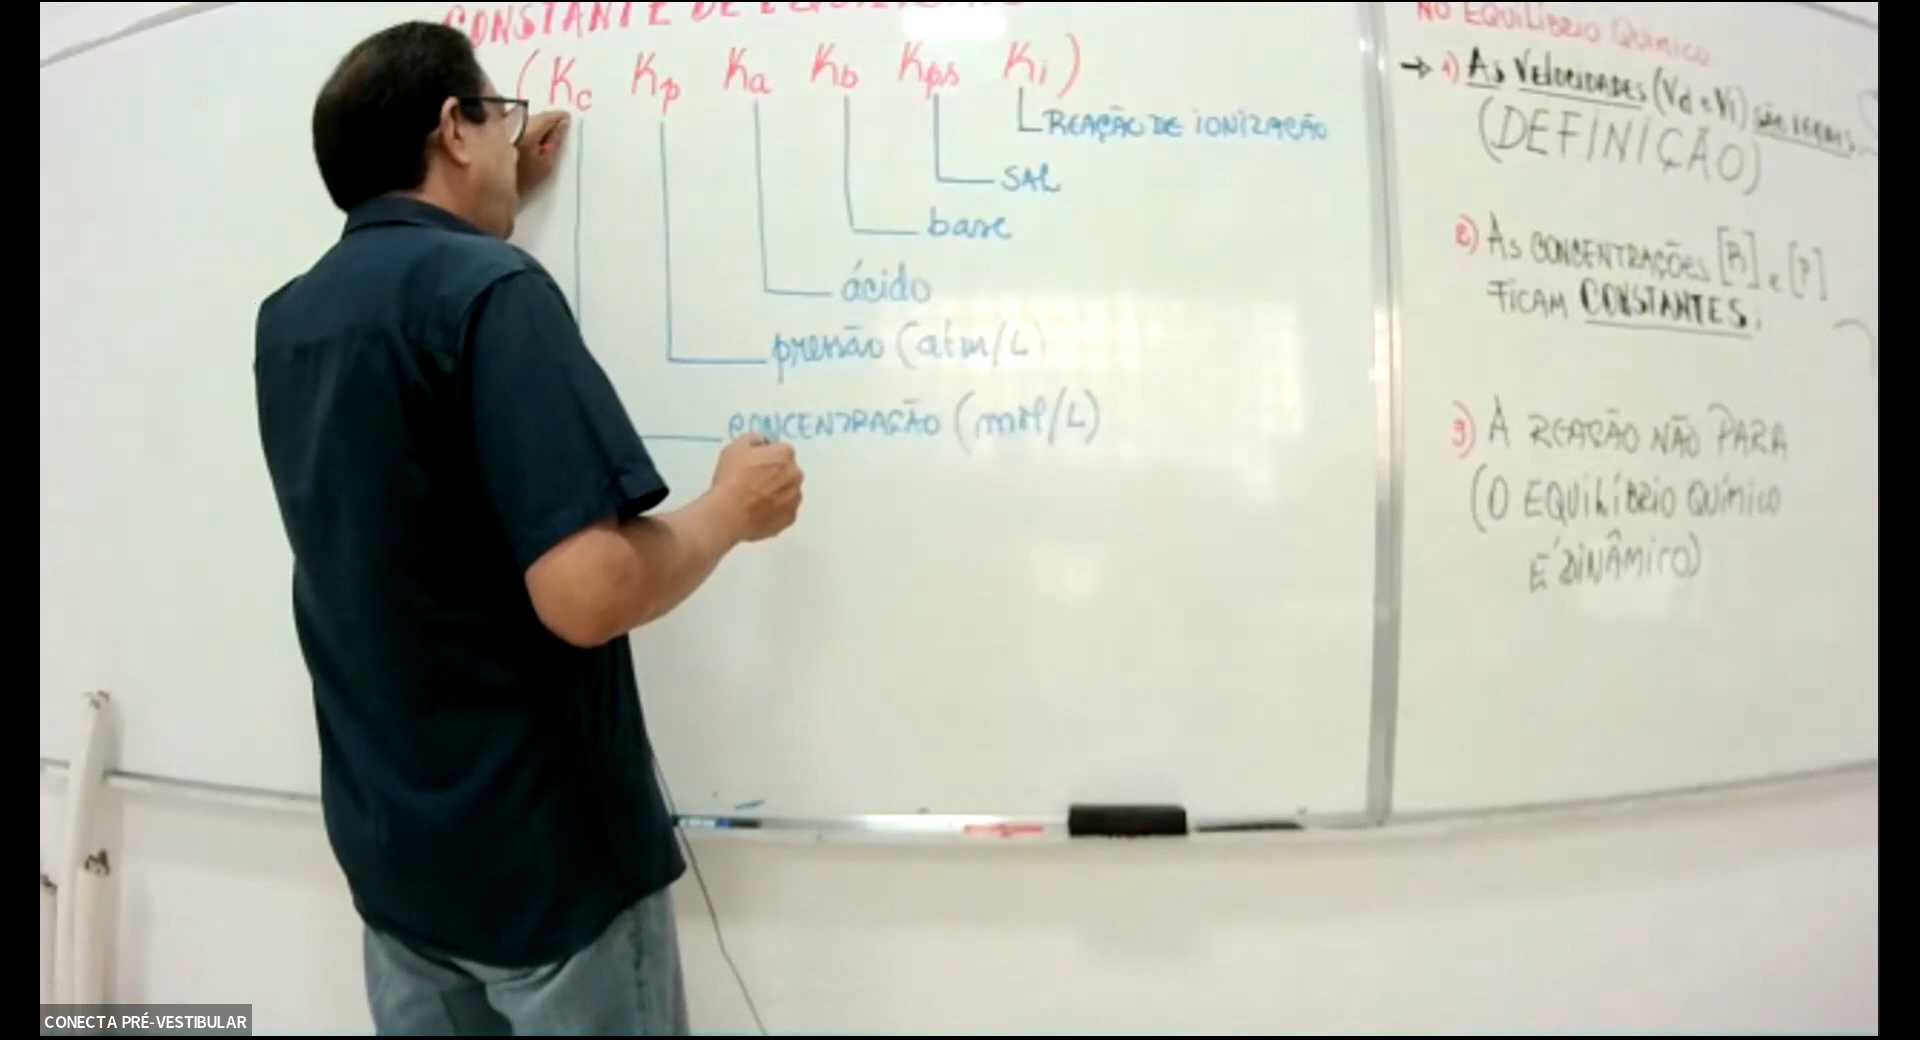 CONSTANTE DE EQUILÍBRIO
(Kc Kp Ka Kb Kps Ki)
REAÇÃO DE IONIZAÇÃO
SAL
base
ácido
pressão (atm/L)
CONCENTRAÇÃO (mol/L)
NO EQUILÍBRIO QUÍMICO
→ 1) As VELOCIDADES (Vd e Vi) SÃO IGUAIS
(DEFINIÇÃO)
2) As CONCENTRAÇÕES [R] e [P]
FICAM CONSTANTES.
3) A REAÇÃO NÃO PARA
(O EQUILÍBRIO QUÍMICO
É DINÂMICO)
CONECTA PRÉ-VESTIBULAR